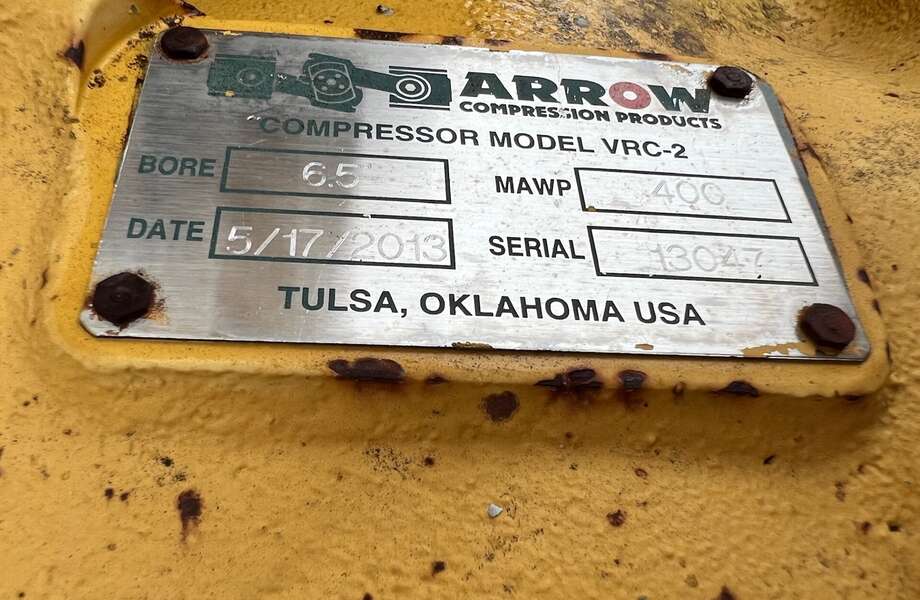 ARROW
COMPRESSION PRODUCTS
COMPRESSOR MODEL VRC-2
BORE 6.5 MAWP 400
DATE 5/17/2013 SERIAL 13047
TULSA, OKLAHOMA USA